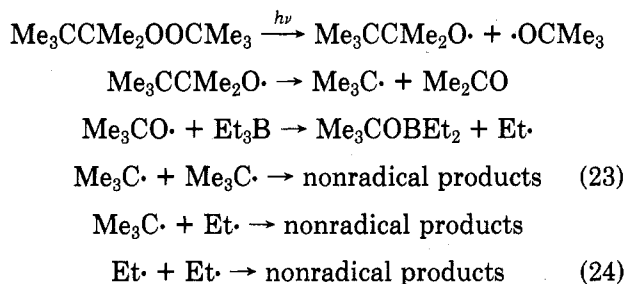 Me₃CCMe₂OOCMe₃ —hν→ Me₃CCMe₂O· + ·OCMe₃
Me₃CCMe₂O· → Me₃C· + Me₂CO
Me₃CO· + Et₃B → Me₃COBEt₂ + Et·
Me₃C· + Me₃C· → nonradical products (23)
Me₃C· + Et· → nonradical products
Et· + Et· → nonradical products (24)